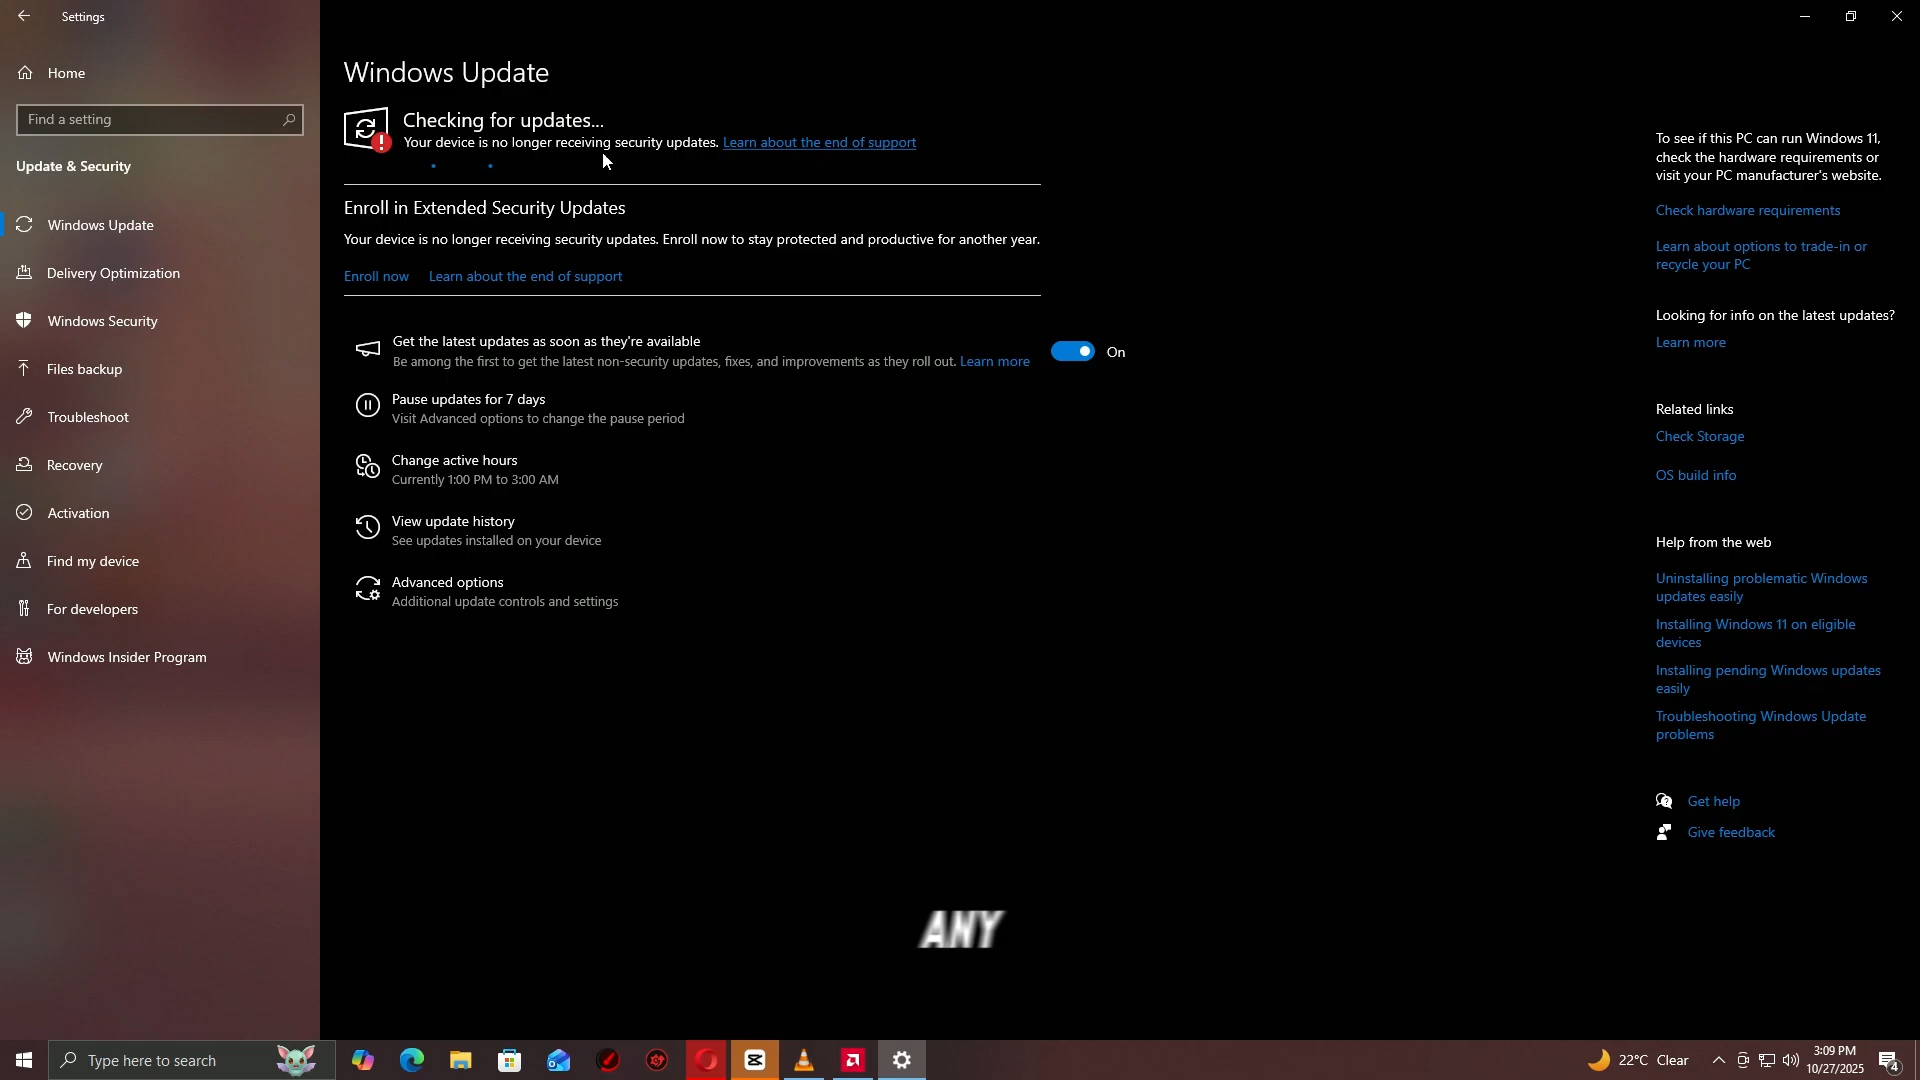 Settings
Home
Find a setting
Update & Security
Windows Update
Delivery Optimization
Windows Security
Files backup
Troubleshoot
Recovery
Activation
Find my device
For developers
Windows Insider Program
Windows Update
Checking for updates...
Your device is no longer receiving security updates. Learn about the end of support
Enroll in Extended Security Updates
Your device is no longer receiving security updates. Enroll now to stay protected and productive for another year.
Enroll now Learn about the end of support
Get the latest updates as soon as they're available
Be among the first to get the latest non-security updates, fixes, and improvements as they roll out. Learn more
On
Pause updates for 7 days
Visit Advanced options to change the pause period
Change active hours
Currently 1:00 PM to 3:00 AM
View update history
See updates installed on your device
Advanced options
Additional update controls and settings
To see if this PC can run Windows 11,
check the hardware requirements or
visit your PC manufacturer's website.
Check hardware requirements
Learn about options to trade-in or
recycle your PC
Looking for info on the latest updates?
Learn more
Related links
Check Storage
OS build info
Help from the web
Uninstalling problematic Windows
updates easily
Installing Windows 11 on eligible
devices
Installing pending Windows updates
easily
Troubleshooting Windows Update
problems
Get help
Give feedback
ANY
Type here to search
22°C Clear
3:09 PM
10/27/2025
4